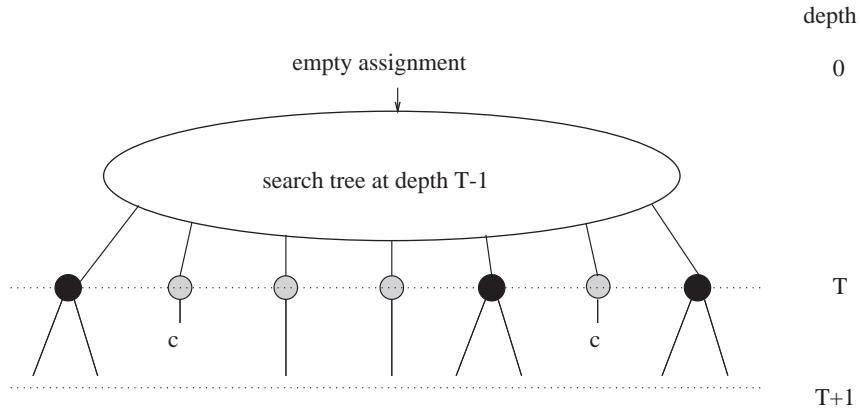 depth
empty assignment
0
search tree at depth T-1
T
c
c
T+1